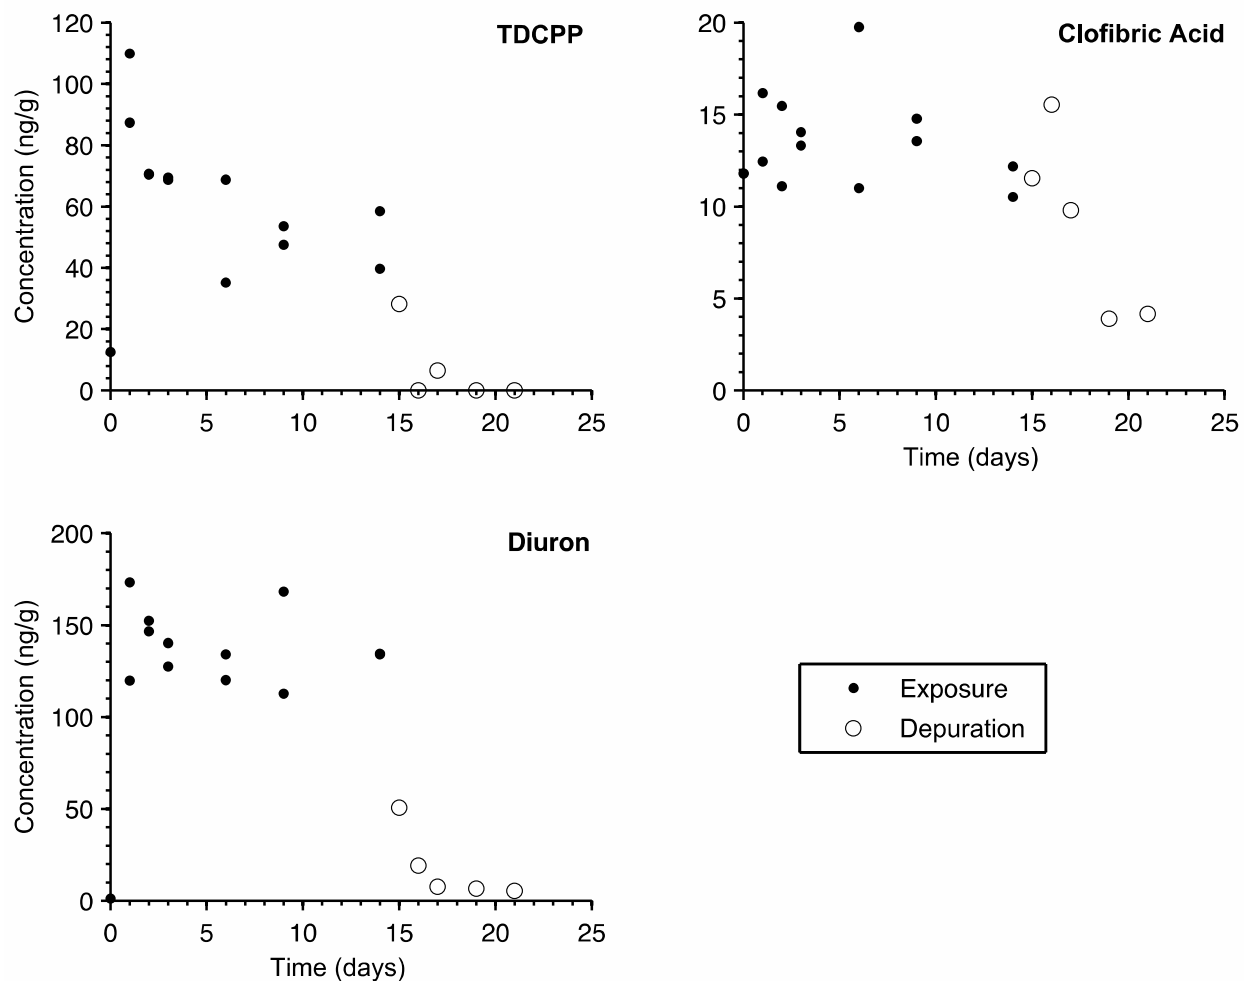 TDCPP
Concentration (ng/g)
120
100
80
60
40
20
0
0 5 10 15 20 25
Clofibric Acid
20
15
10
5
0
0 5 10 15 20 25
Time (days)
Diuron
Concentration (ng/g)
200
150
100
50
0
0 5 10 15 20 25
Time (days)
Exposure
Depuration